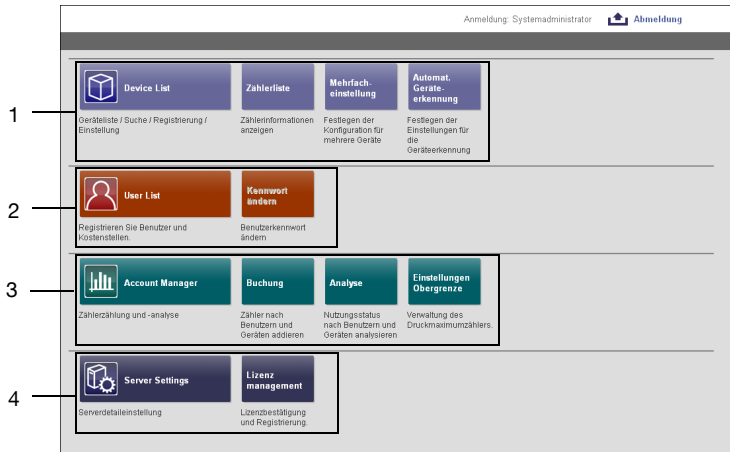 Anmeldung: Systemadministrator Abmeldung
1
Device List
Zählerliste
Mehrfach-
einstellung
Automat.
Geräte-
erkennung
Geräteliste / Suche / Registrierung /
Einstellung
Zählerinformationen
anzeigen
Festlegen der
Konfiguration für
mehrere Geräte
Festlegen der
Einstellungen für
die
Geräteerkennung
2
User List
Kennwort
ändern
Registrieren Sie Benutzer und
Kostenstellen.
Benutzerkennwort
ändern
3
Account Manager
Buchung
Analyse
Einstellungen
Obergrenze
Zählerzählung und -analyse
Zähler nach
Benutzern und
Geräten addieren
Nutzungsstatus
nach Benutzern und
Geräten analysieren
Verwaltung des
Druckmaximumzählers.
4
Server Settings
Lizenz
management
Serverdetaileinstellung
Lizenzbestätigung
und Registrierung.